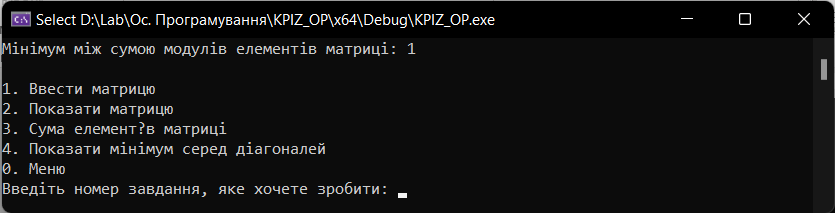 Select D:\Lab\Ос. Програмування\KPIZ_OP\x64\Debug\KPIZ_OP.exe
Мінімум між сумою модулів елементів матриці: 1
1. Ввести матрицю
2. Показати матрицю
3. Сума елемент?в матриці
4. Показати мінімум серед діагоналей
0. Меню
Введіть номер завдання, яке хочете зробити: